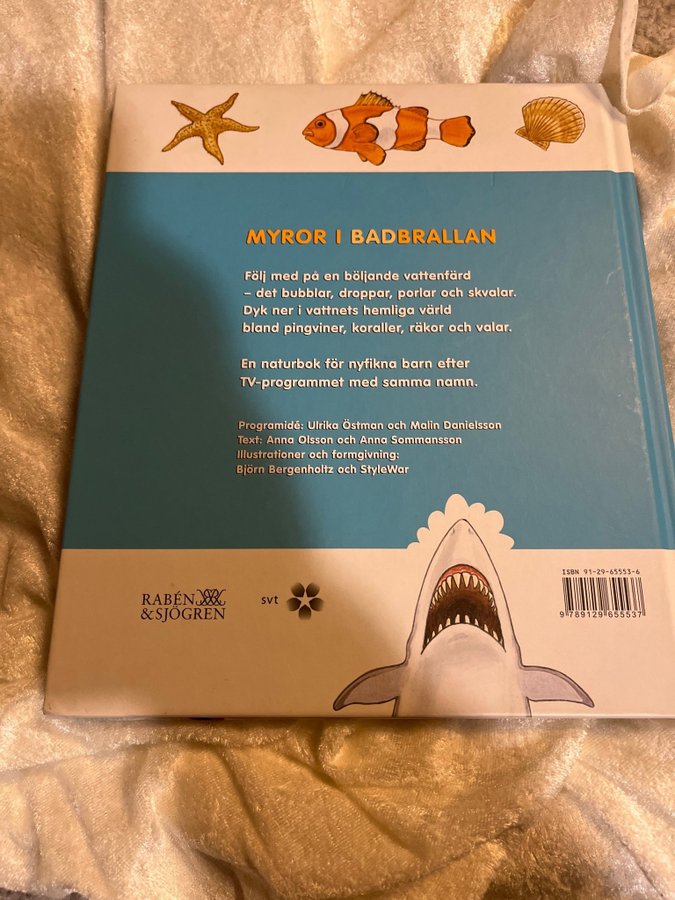 MYROR I BADBRALLAN
Följ med på en böljande vattenfärd
– det bubblar, droppar, porlar och skvalar.
Dyk ner i vattnets hemliga värld
bland pingviner, koraller, räkor och valar.
En naturbok för nyfikna barn efter
TV-programmet med samma namn.
Programidé: Ulrika Östman och Malin Danielsson
Text: Anna Olsson och Anna Sommansson
Illustrationer och formgivning:
Björn Bergenholtz och StyleWar
RABÉN
&SJÖGREN
svt
ISBN 91-29-65553-6
9 789129 655537